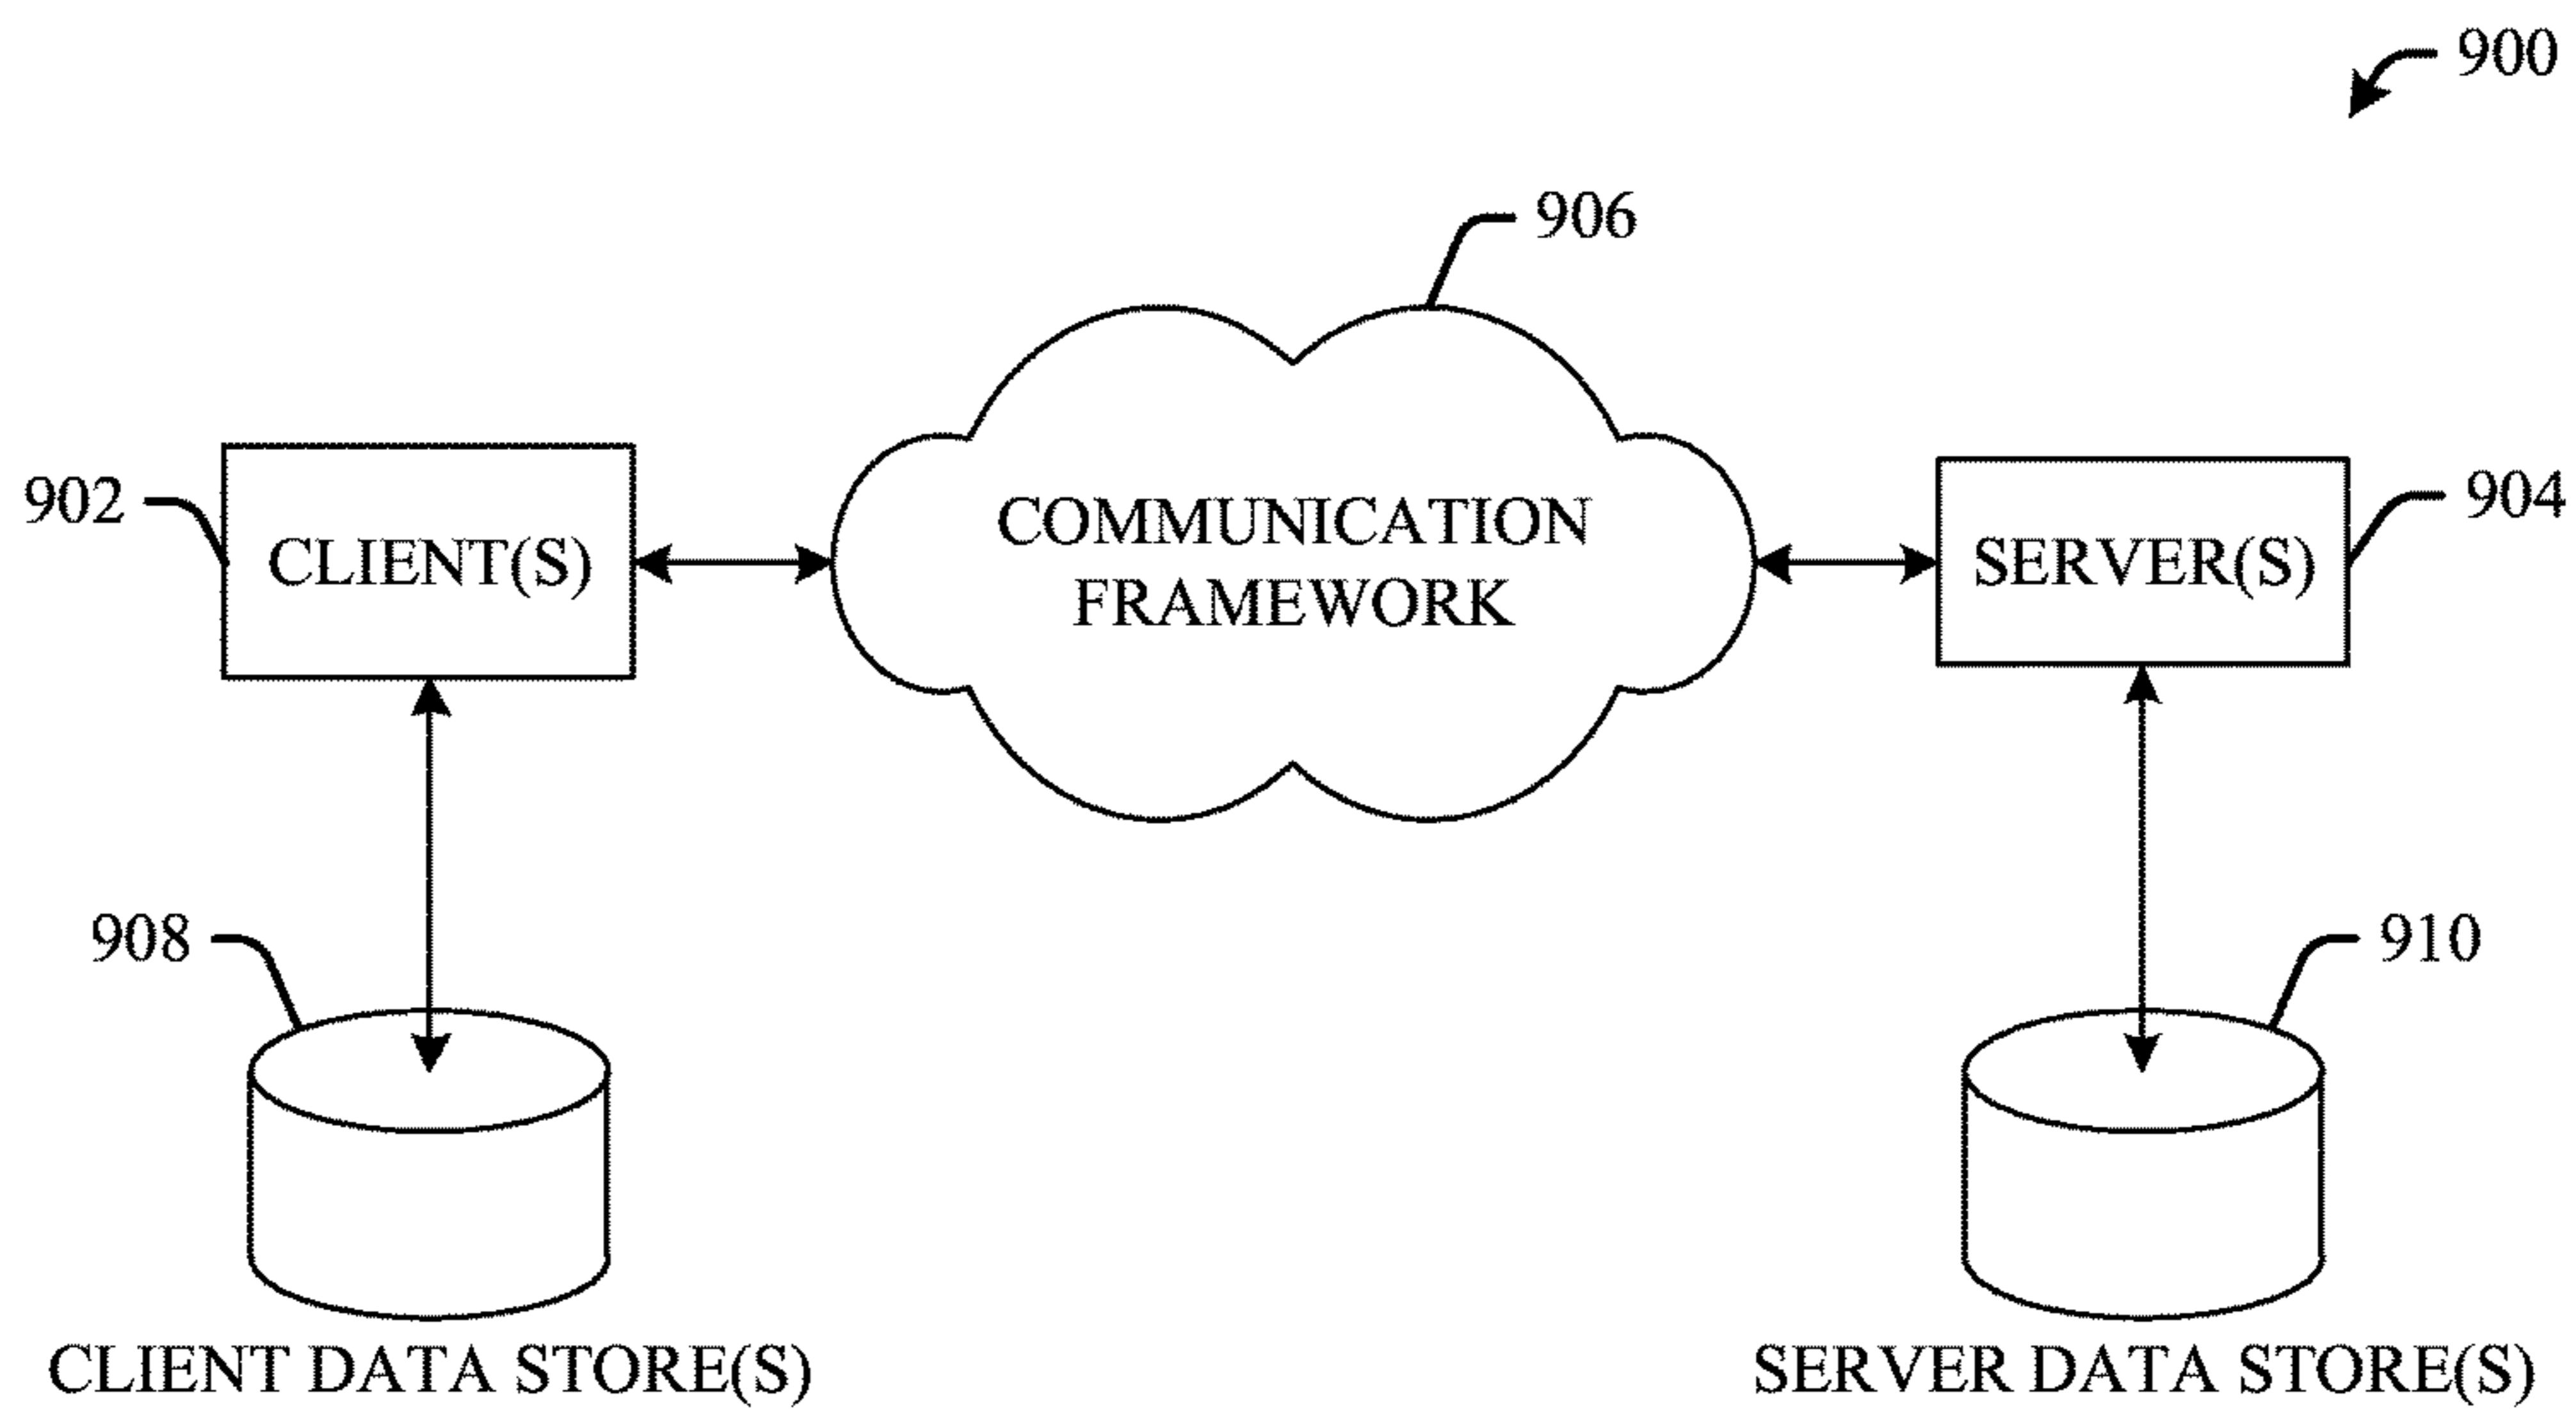 900
906
902
CLIENT(S)
COMMUNICATION
FRAMEWORK
SERVER(S)
904
908
910
CLIENT DATA STORE(S)
SERVER DATA STORE(S)